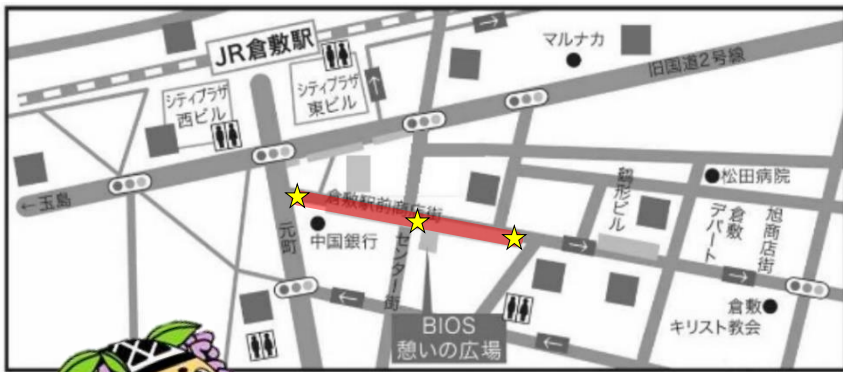 JR倉敷駅
マルナカ
旧国道2号線
シティプラザ
東ビル
シティプラザ
西ビル
←玉島
倉敷駅前商店街
松田病院
鶴形ビル
倉敷
デパート
旭商店街
中国銀行
元町
センター街
BIOS
憩いの広場
倉敷
キリスト教会